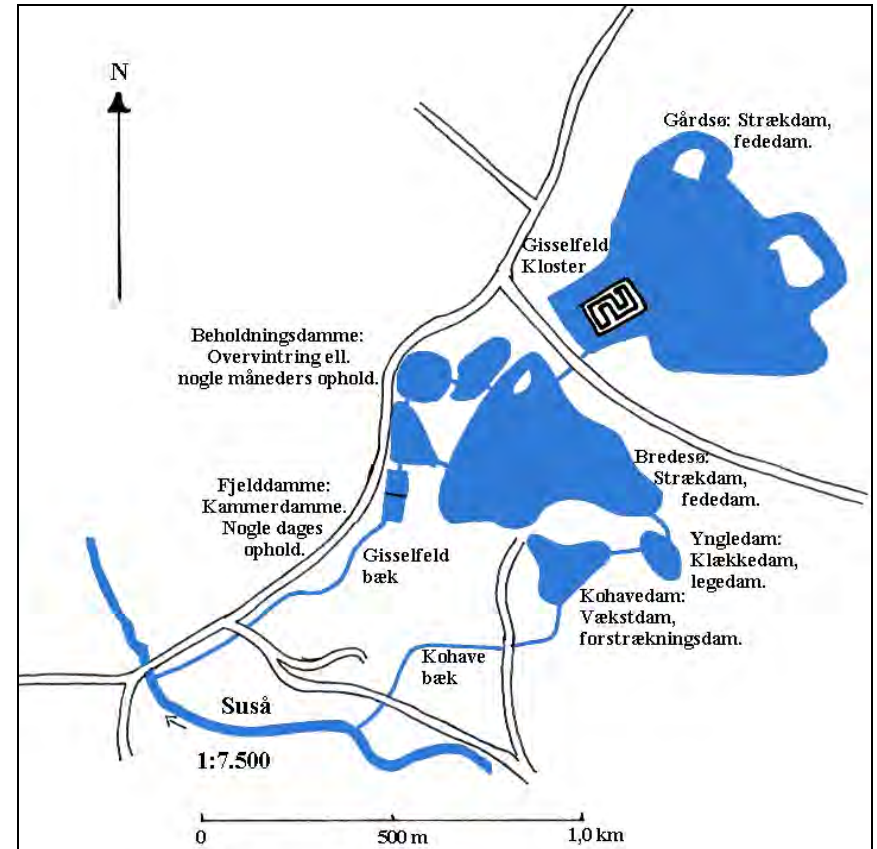 N
Gårdsø: Strækdam,
fededam.
Gisselfeld
Kloster
Beholdningsdamme:
Overvintring ell.
nogle måneders ophold.
Bredesø:
Strækdam,
fededam.
Fjelddamme:
Kammerdamme.
Nogle dages
ophold.
Gisselfeld
bæk
Yngledam:
Klækkedam,
legedam.
Kohavedam:
Vækstdam,
forstrækningsdam.
Kohave
bæk
Suså
1:7.500
0 500 m 1,0 km